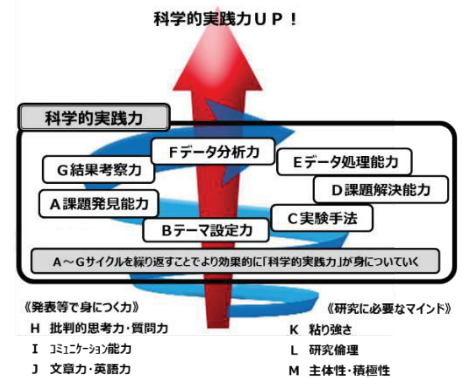 科学的実践力UP！
科学的実践力
Fデータ分析力
G結果考察力
Eデータ処理能力
A課題発見能力
D課題解決能力
Bテーマ設定力
C実験手法
A～Gサイクルを繰り返すことでより効果的に｢科学的実践力｣が身についていく
《発表等で身につく力》
H 批判的思考力・質問力
I ｺﾐｭﾆｹｰｼｮﾝ能力
J 文章力・英語力
《研究に必要なマインド》
K 粘り強さ
L 研究倫理
M 主体性・積極性